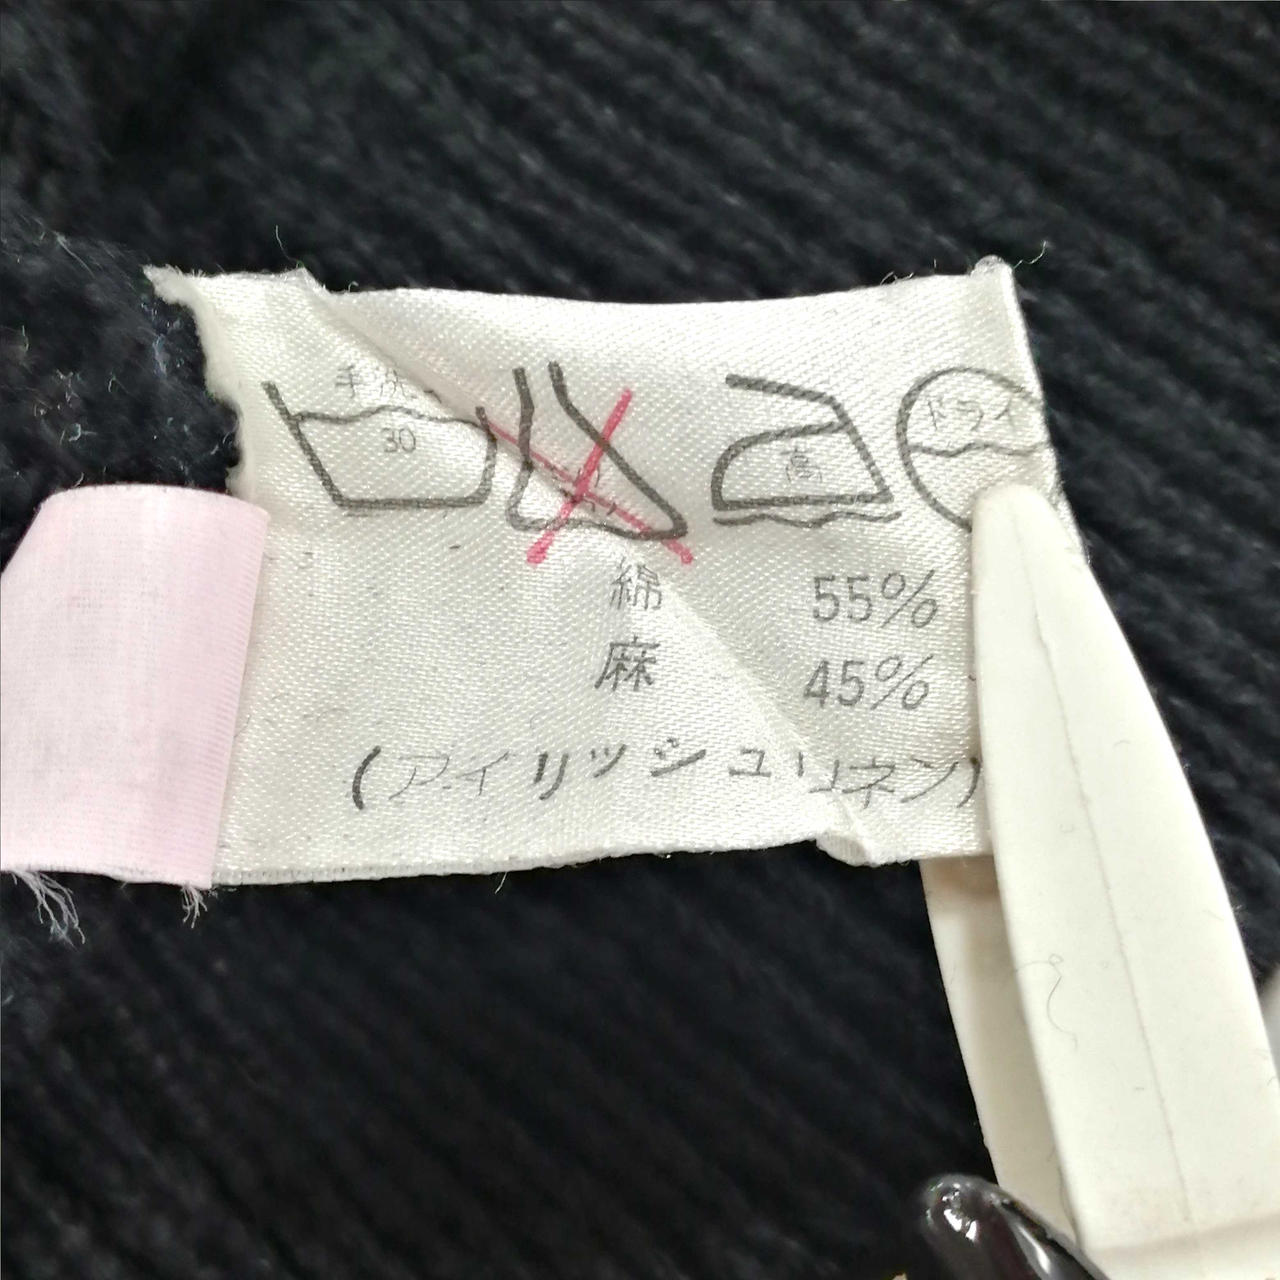 手洗
30
高
ドライ
綿 55%
麻 45%
(アイリッシュリネン)